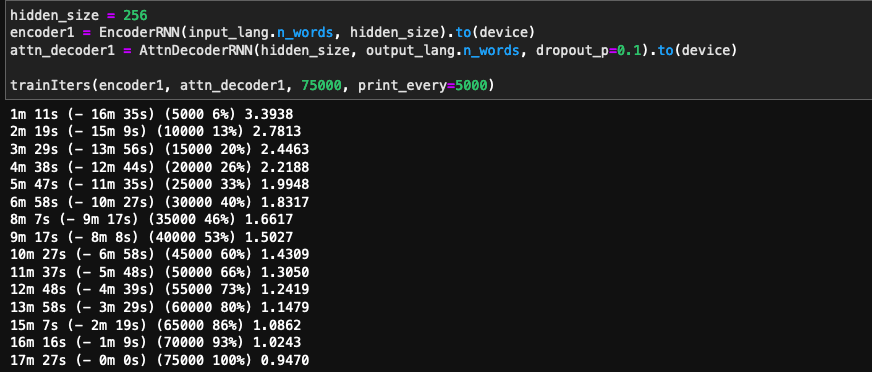 hidden_size = 256
encoder1 = EncoderRNN(input_lang.n_words, hidden_size).to(device)
attn_decoder1 = AttnDecoderRNN(hidden_size, output_lang.n_words, dropout_p=0.1).to(device)
trainIters(encoder1, attn_decoder1, 75000, print_every=5000)
1m 11s (- 16m 35s) (5000 6%) 3.3938
2m 19s (- 15m 9s) (10000 13%) 2.7813
3m 29s (- 13m 56s) (15000 20%) 2.4463
4m 38s (- 12m 44s) (20000 26%) 2.2188
5m 47s (- 11m 35s) (25000 33%) 1.9948
6m 58s (- 10m 27s) (30000 40%) 1.8317
8m 7s (- 9m 17s) (35000 46%) 1.6617
9m 17s (- 8m 8s) (40000 53%) 1.5027
10m 27s (- 6m 58s) (45000 60%) 1.4309
11m 37s (- 5m 48s) (50000 66%) 1.3050
12m 48s (- 4m 39s) (55000 73%) 1.2419
13m 58s (- 3m 29s) (60000 80%) 1.1479
15m 7s (- 2m 19s) (65000 86%) 1.0862
16m 16s (- 1m 9s) (70000 93%) 1.0243
17m 27s (- 0m 0s) (75000 100%) 0.9470